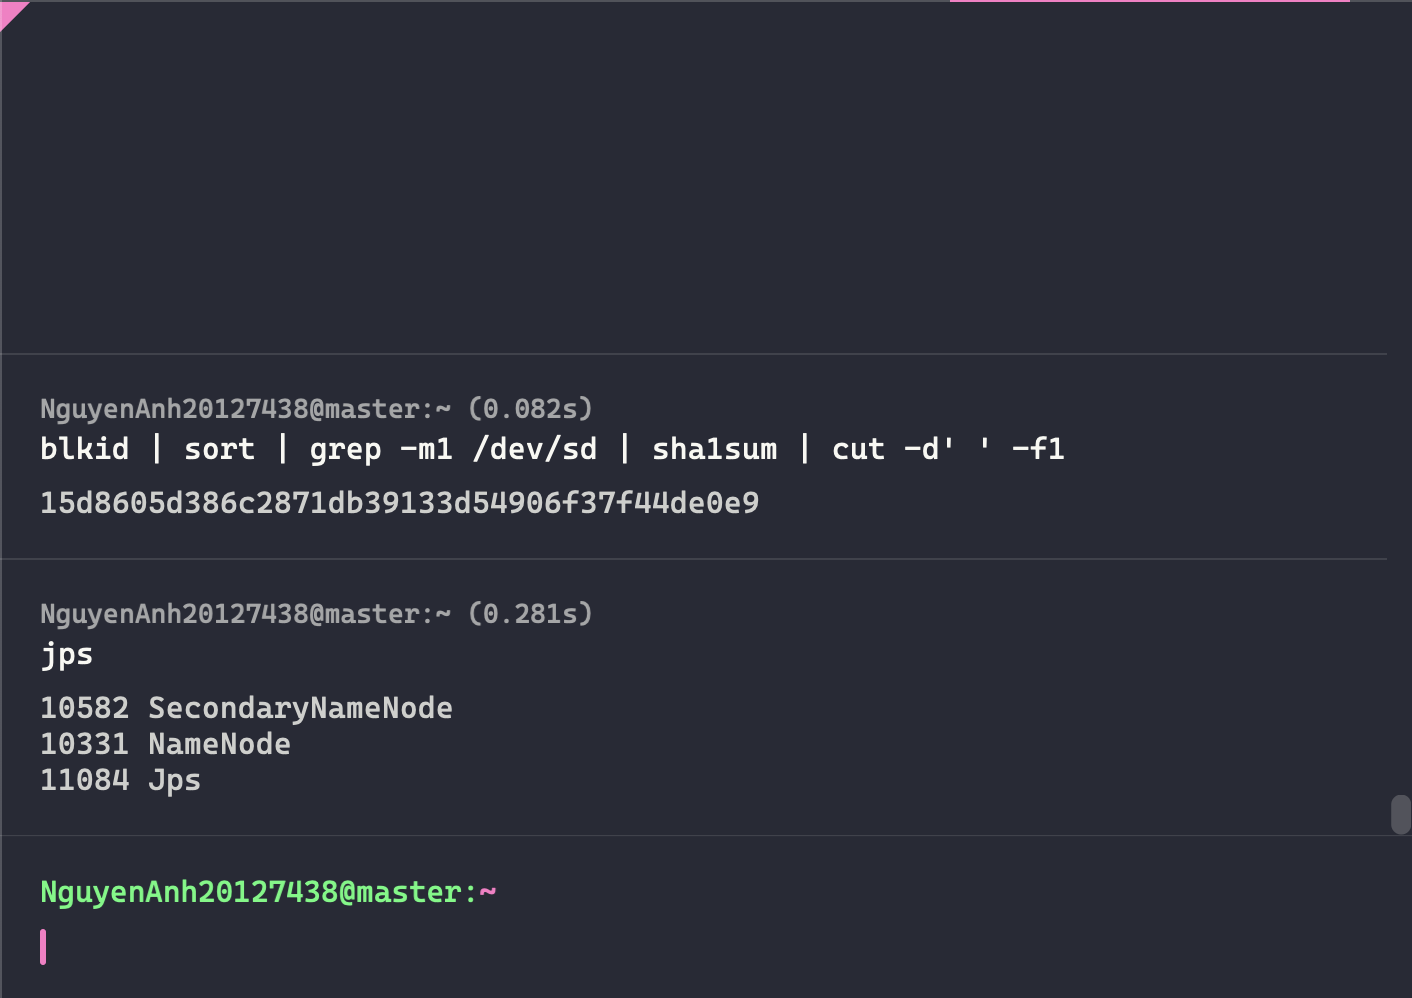 NguyenAnh20127438@master:~ (0.082s)
blkid | sort | grep -m1 /dev/sd | sha1sum | cut -d' ' -f1
15d8605d386c2871db39133d54906f37f44de0e9
NguyenAnh20127438@master:~ (0.281s)
jps
10582 SecondaryNameNode
10331 NameNode
11084 Jps
NguyenAnh20127438@master:~